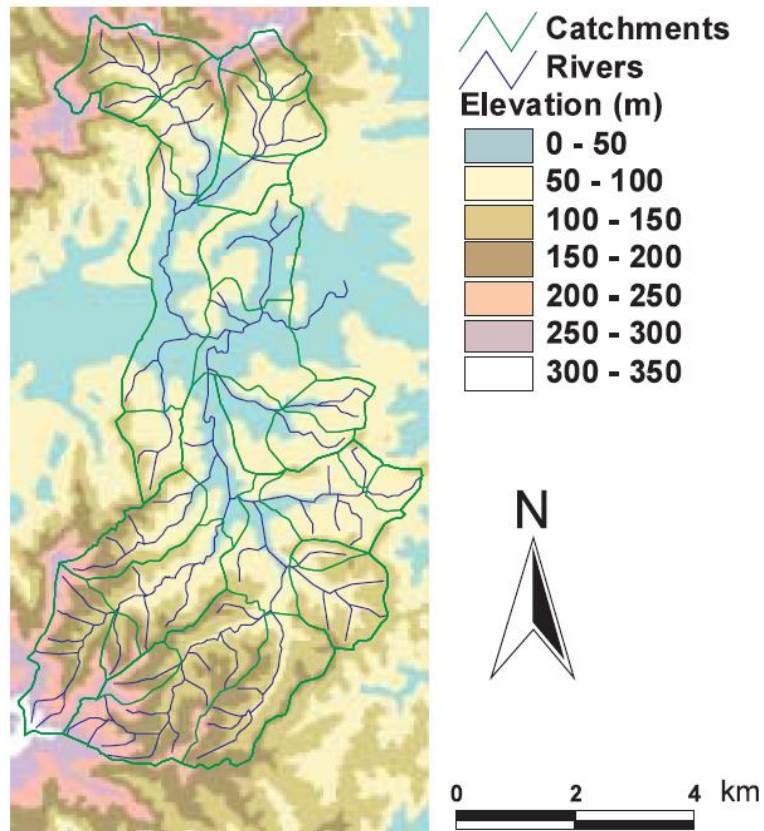 Catchments
Rivers
Elevation (m)
0 - 50
50 - 100
100 - 150
150 - 200
200 - 250
250 - 300
300 - 350
N
0 2 4 km